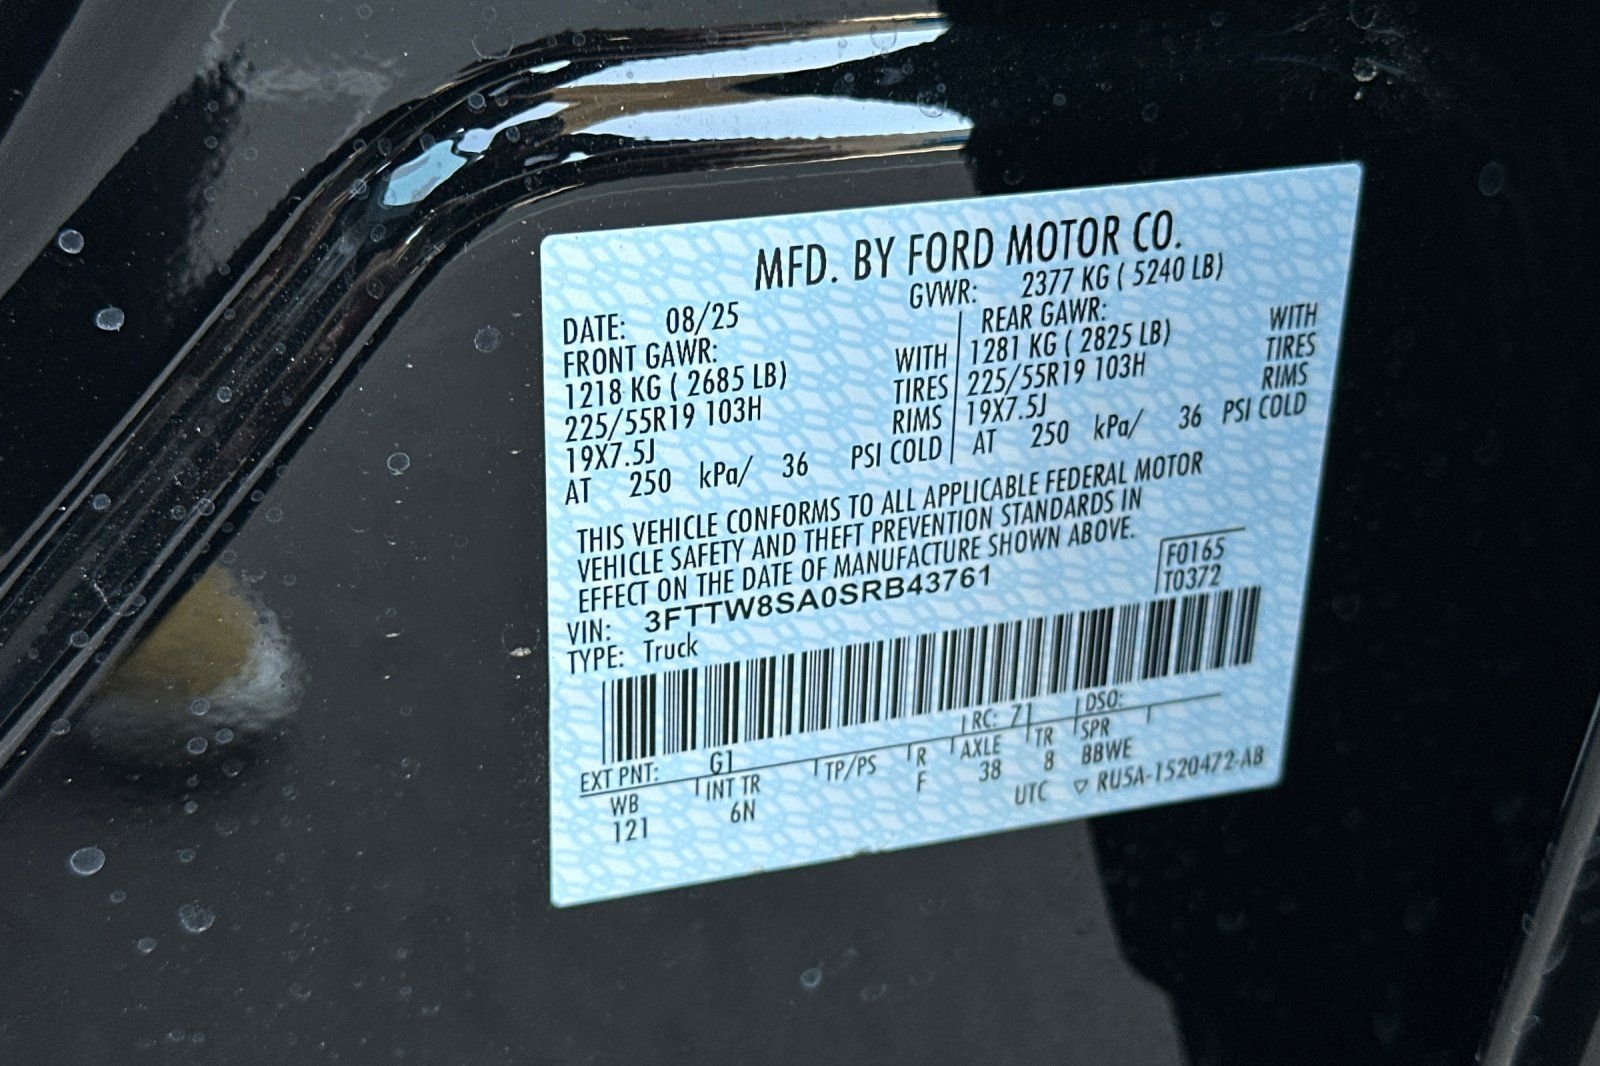 MFD. BY FORD MOTOR CO.
DATE: 08/25 GVWR: 2377 KG ( 5240 LB)
FRONT GAWR: REAR GAWR:
1218 KG ( 2685 LB) WITH 1281 KG ( 2825 LB) WITH
225/55R19 103H TIRES 225/55R19 103H TIRES
19X7.5J RIMS 19X7.5J RIMS
AT 250 kPa/ 36 PSI COLD AT 250 kPa/ 36 PSI COLD
THIS VEHICLE CONFORMS TO ALL APPLICABLE FEDERAL MOTOR
VEHICLE SAFETY AND THEFT PREVENTION STANDARDS IN
EFFECT ON THE DATE OF MANUFACTURE SHOWN ABOVE.
F0165
VIN: 3FTTW8SA0SRB43761 T0372
TYPE: Truck
EXT PNT: G1 RC: 71 DSO:
WB INT TR TP/PS R AXLE TR SPR
121 6N F 38 8 BBWE
UTC ▽ RU5A-1520472-AB